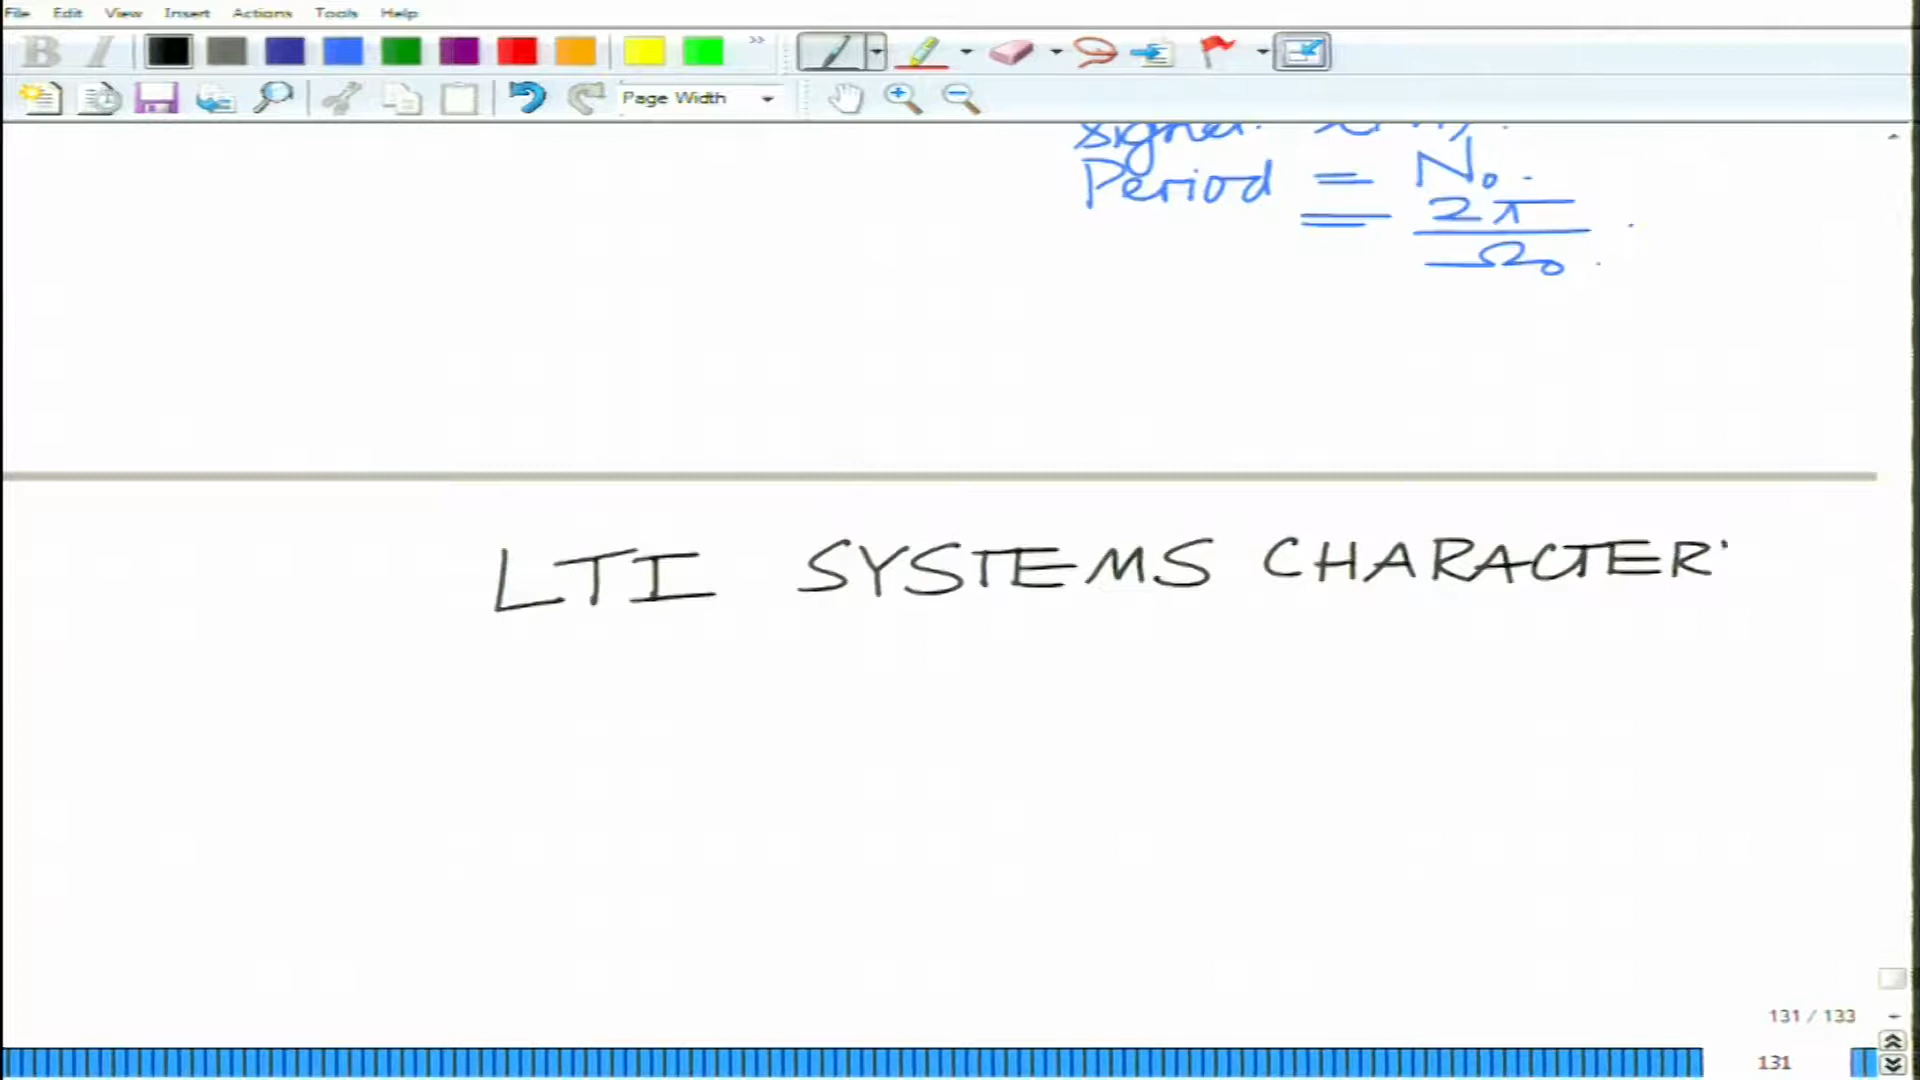 File Edit View Insert Actions Tools Help
B I
Page Width
signal x(n).
Period = N₀.
= 2π
Ω₀.
LTI SYSTEMS CHARACTER
131 / 133
131